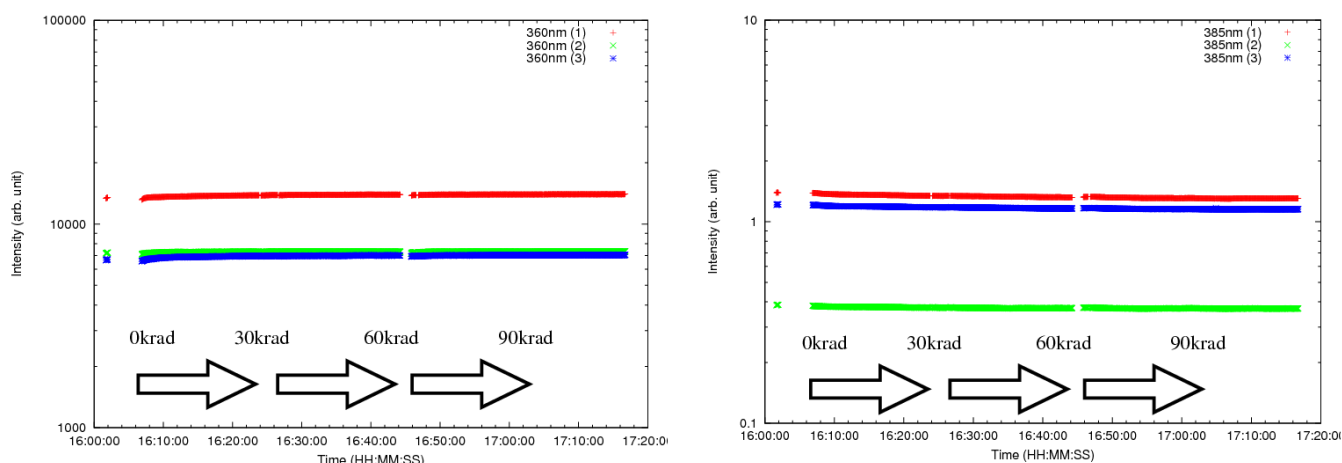 100000
10000
1000
Intensity (arb. unit)
360nm (1)
360nm (2)
360nm (3)
0krad 30krad 60krad 90krad
16:00:00 16:10:00 16:20:00 16:30:00 16:40:00 16:50:00 17:00:00 17:10:00 17:20:00
Time (HH:MM:SS)
10
1
0.1
Intensity (arb. unit)
385nm (1)
385nm (2)
385nm (3)
0krad 30krad 60krad 90krad
16:00:00 16:10:00 16:20:00 16:30:00 16:40:00 16:50:00 17:00:00 17:10:00 17:20:00
Time (HH:MM:SS)